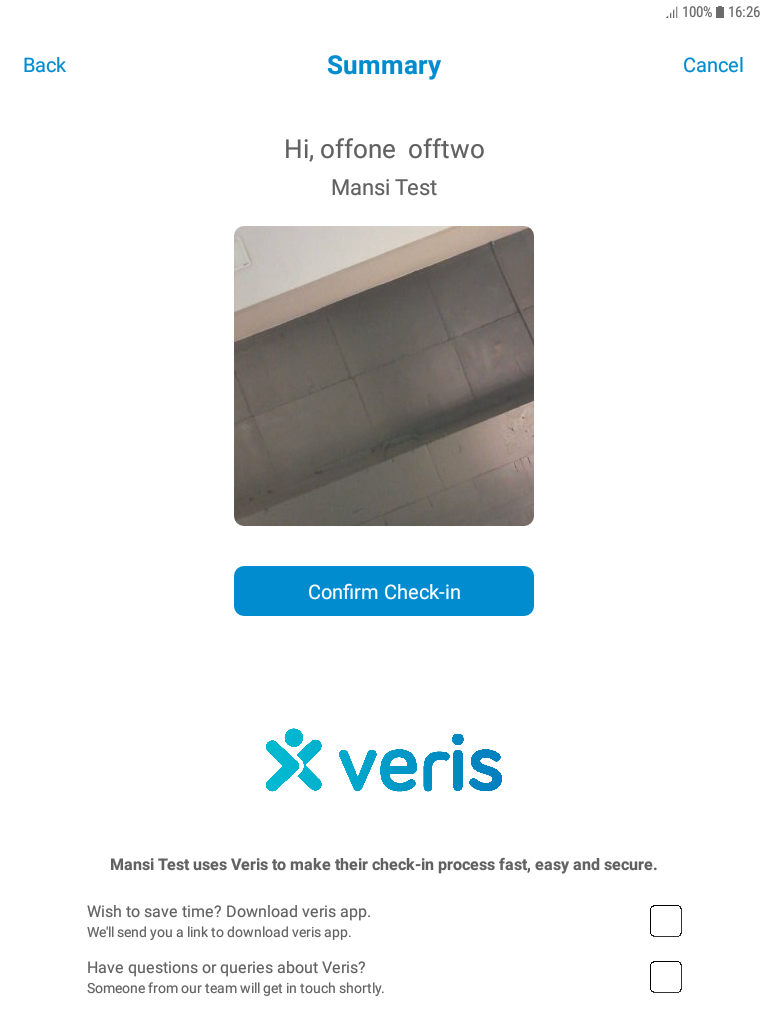 100% 16:26
Back Summary Cancel
Hi, offone offtwo
Mansi Test
Confirm Check-in
veris
Mansi Test uses Veris to make their check-in process fast, easy and secure.
Wish to save time? Download veris app.
We'll send you a link to download veris app.
Have questions or queries about Veris?
Someone from our team will get in touch shortly.